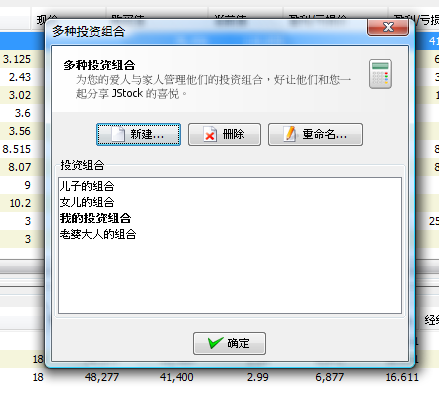 现价
多种投资组合
多种投资组合
为您的爱人与家人管理他们的投资组合，好让他们和您一
起分享 JStock 的喜悦。
新建...
删除
重命名...
投资组合
儿子的组合
女儿的组合
我的投资组合
老婆大人的组合
确定
3.125
2.43
3.02
3.6
3.56
8.515
8.07
9
10.2
3
3
18
18 48,277 41,400 2.99 6,877 16.611